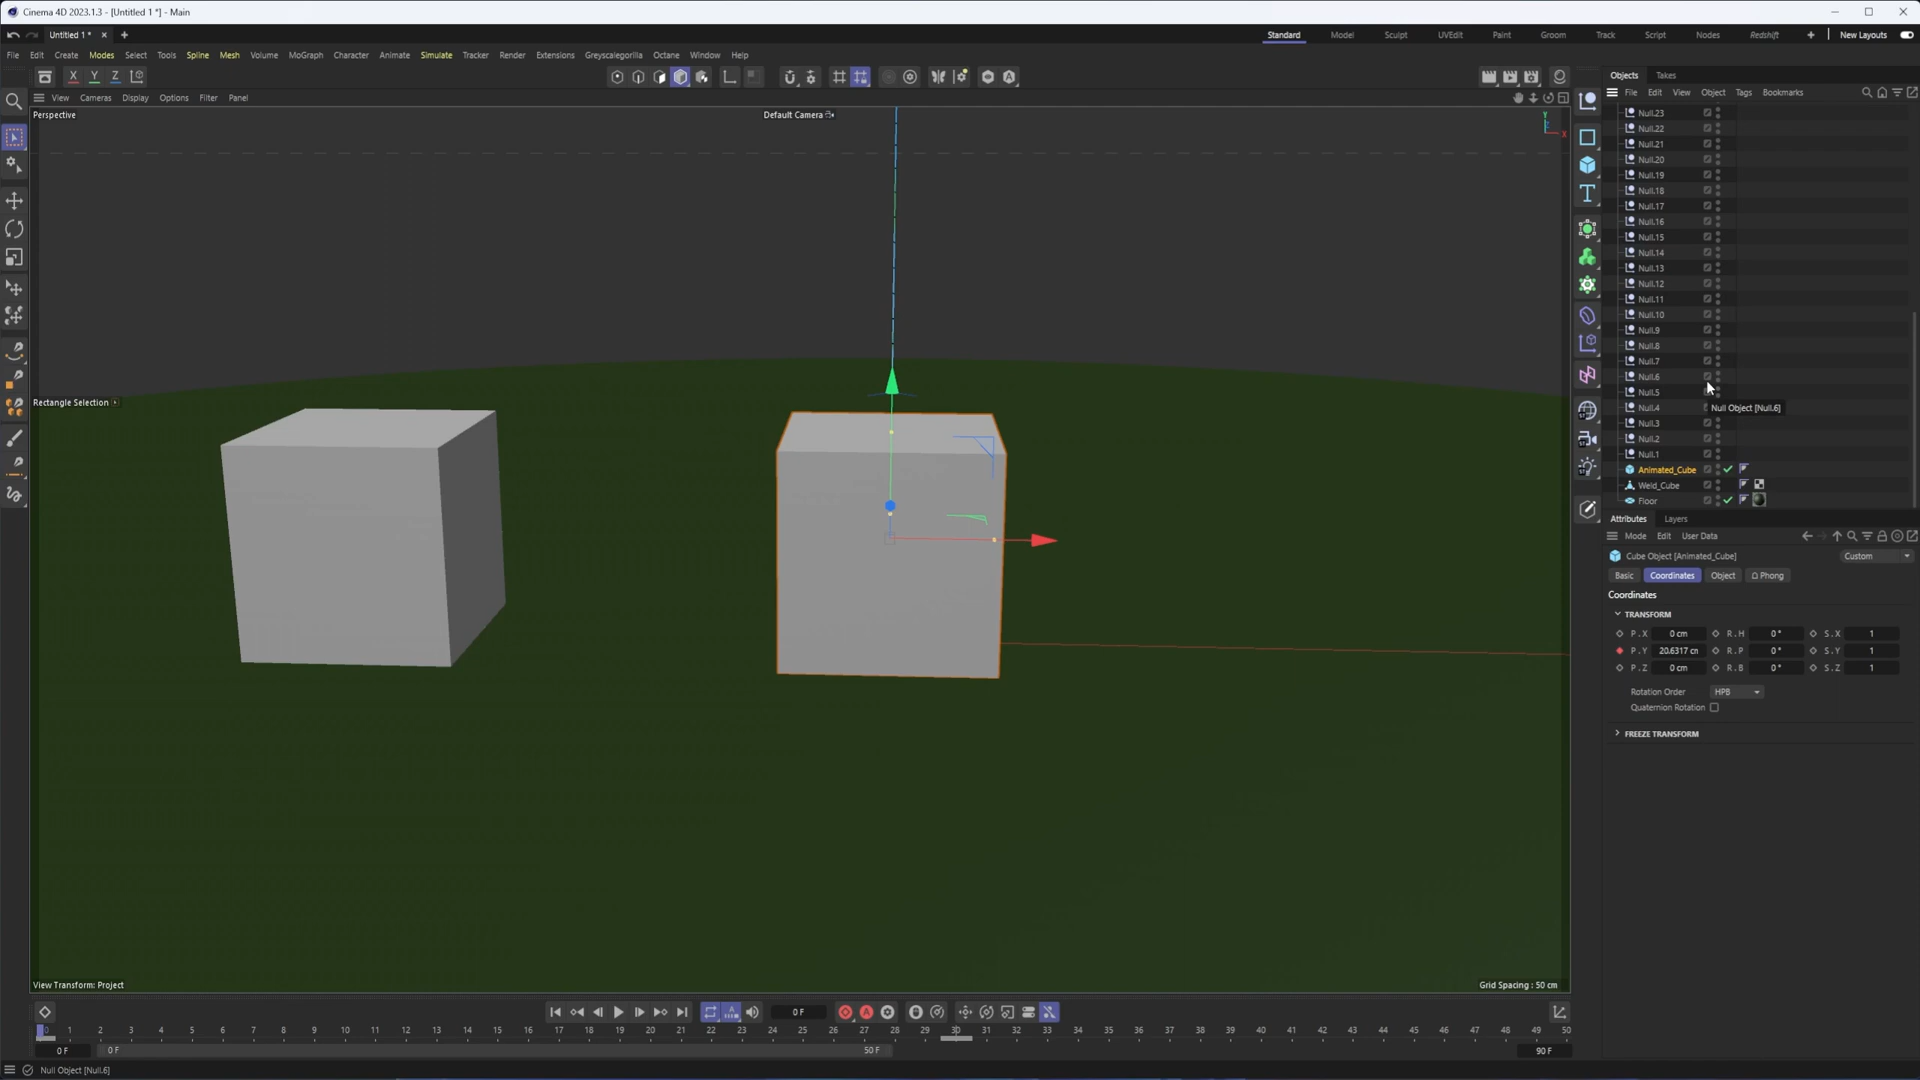 Cinema 4D 2023.1.3 - [Untitled 1 *] - Main
Untitled 1 *
Standard Model Sculpt UVEdit Paint Groom Track Script Nodes Redshift New Layouts
File Edit Create Modes Select Tools Spline Mesh Volume MoGraph Character Animate Simulate Tracker Render Extensions Greyscalegorilla Octane Window Help
X Y Z
Objects Takes
File Edit View Object Tags Bookmarks
View Cameras Display Options Filter Panel
Perspective
Default Camera
Y
X
Rectangle Selection
Null.23
Null.22
Null.21
Null.20
Null.19
Null.18
Null.17
Null.16
Null.15
Null.14
Null.13
Null.12
Null.11
Null.10
Null.9
Null.8
Null.7
Null.6
Null.5
Null.4
Null Object [Null.6]
Null.3
Null.2
Null.1
Animated_Cube
Weld_Cube
Floor
Attributes Layers
Mode Edit User Data
Cube Object [Animated_Cube] Custom
Basic Coordinates Object Phong
Coordinates
TRANSFORM
P.X 0 cm R.H 0° S.X 1
P.Y 20.6317 cm R.P 0° S.Y 1
P.Z 0 cm R.B 0° S.Z 1
Rotation Order HPB
Quaternion Rotation
FREEZE TRANSFORM
View Transform: Project
Grid Spacing : 50 cm
0 F
0 1 2 3 4 5 6 7 8 9 10 11 12 13 14 15 16 17 18 19 20 21 22 23 24 25 26 27 28 29 30 31 32 33 34 35 36 37 38 39 40 41 42 43 44 45 46 47 48 49 50
0 F 0 F 50 F 90 F
Null Object [Null.6]